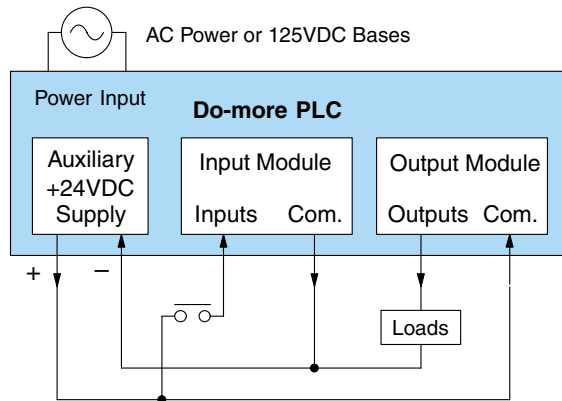 AC Power or 125VDC Bases
Power Input
Do-more PLC
Auxiliary
+24VDC
Supply
Input Module
Inputs Com.
Output Module
Outputs Com.
+ –
Loads